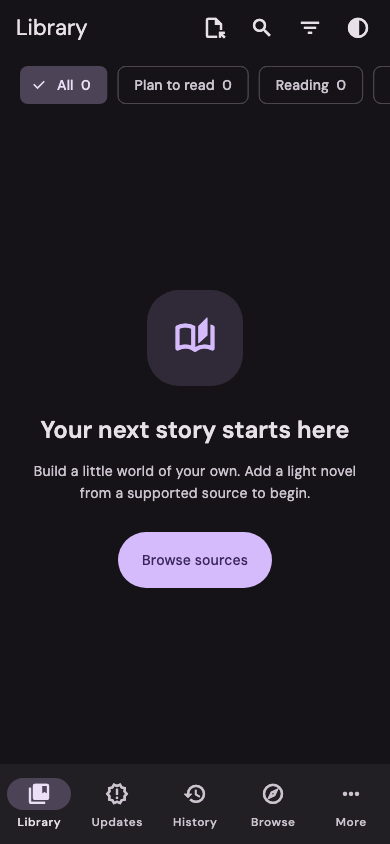 Library
All 0
Plan to read 0
Reading 0
Your next story starts here
Build a little world of your own. Add a light novel
from a supported source to begin.
Browse sources
Library
Updates
History
Browse
More